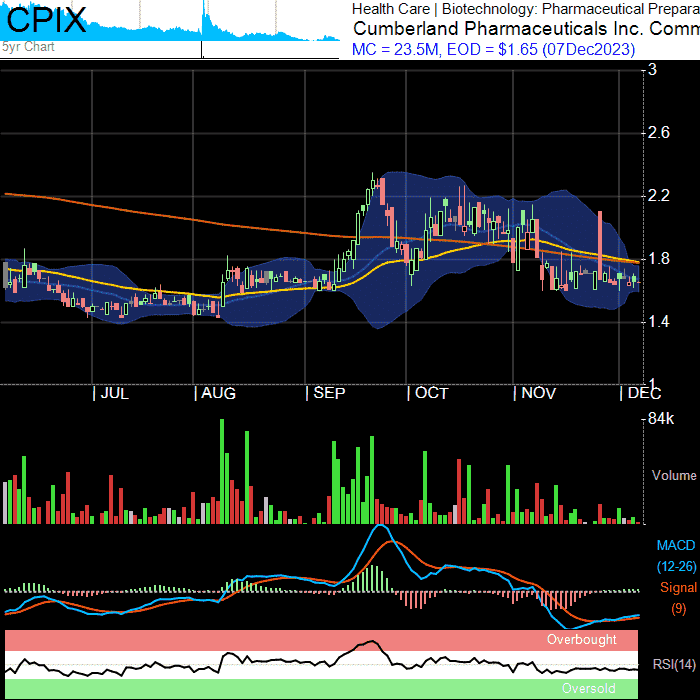 CPIX
5yr Chart
Health Care | Biotechnology: Pharmaceutical Prepara
Cumberland Pharmaceuticals Inc. Comm
MC = 23.5M, EOD = $1.65 (07Dec2023)
3
2.6
2.2
1.8
1.4
1
JUL AUG SEP OCT NOV DEC
84k
Volume
MACD
(12-26)
Signal
(9)
Overbought
RSI(14)
Oversold